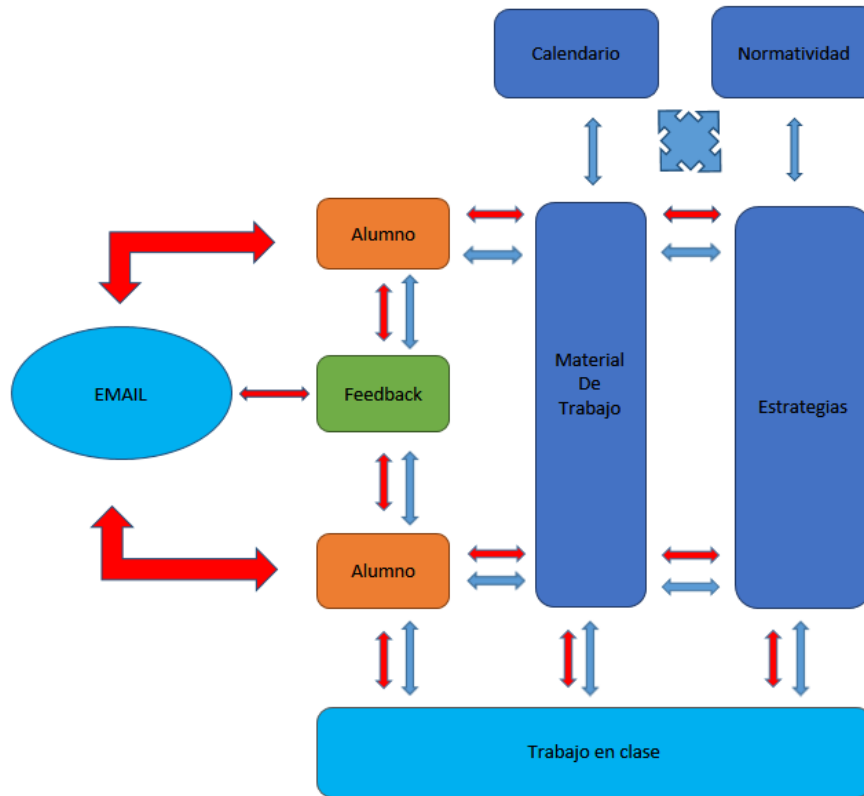 Calendario
Normatividad
Alumno
EMAIL
Feedback
Material
De
Trabajo
Estrategias
Alumno
Trabajo en clase